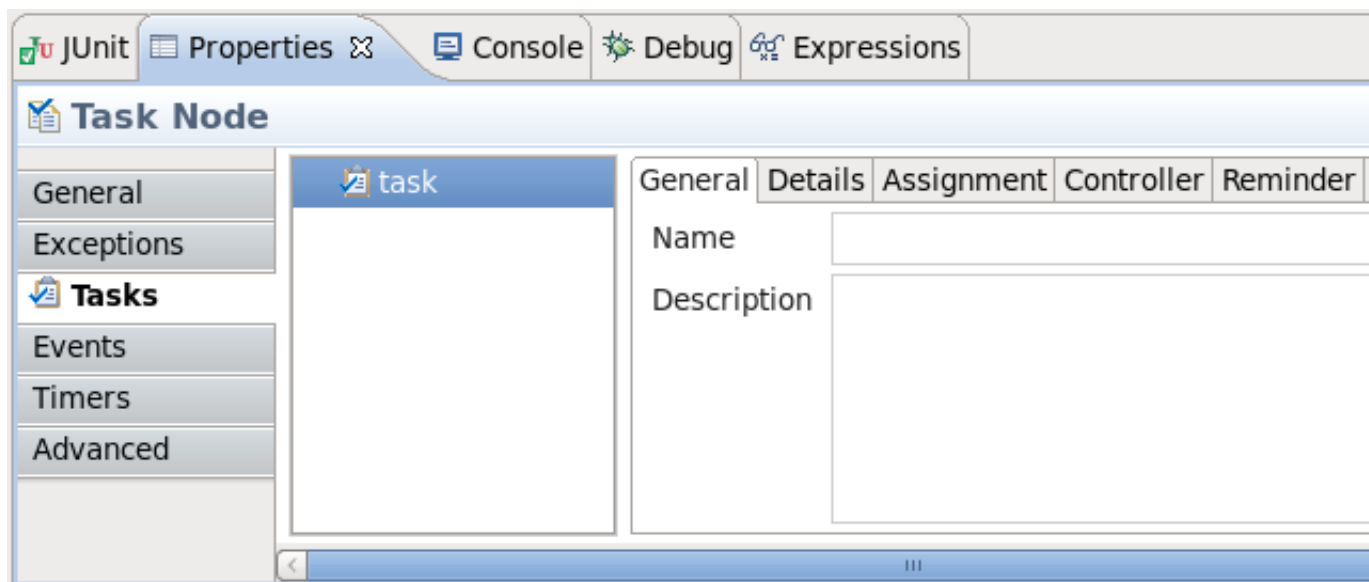 JUnit Properties Console Debug Expressions
Task Node
General
Exceptions
Tasks
Events
Timers
Advanced
task
General Details Assignment Controller Reminder
Name
Description